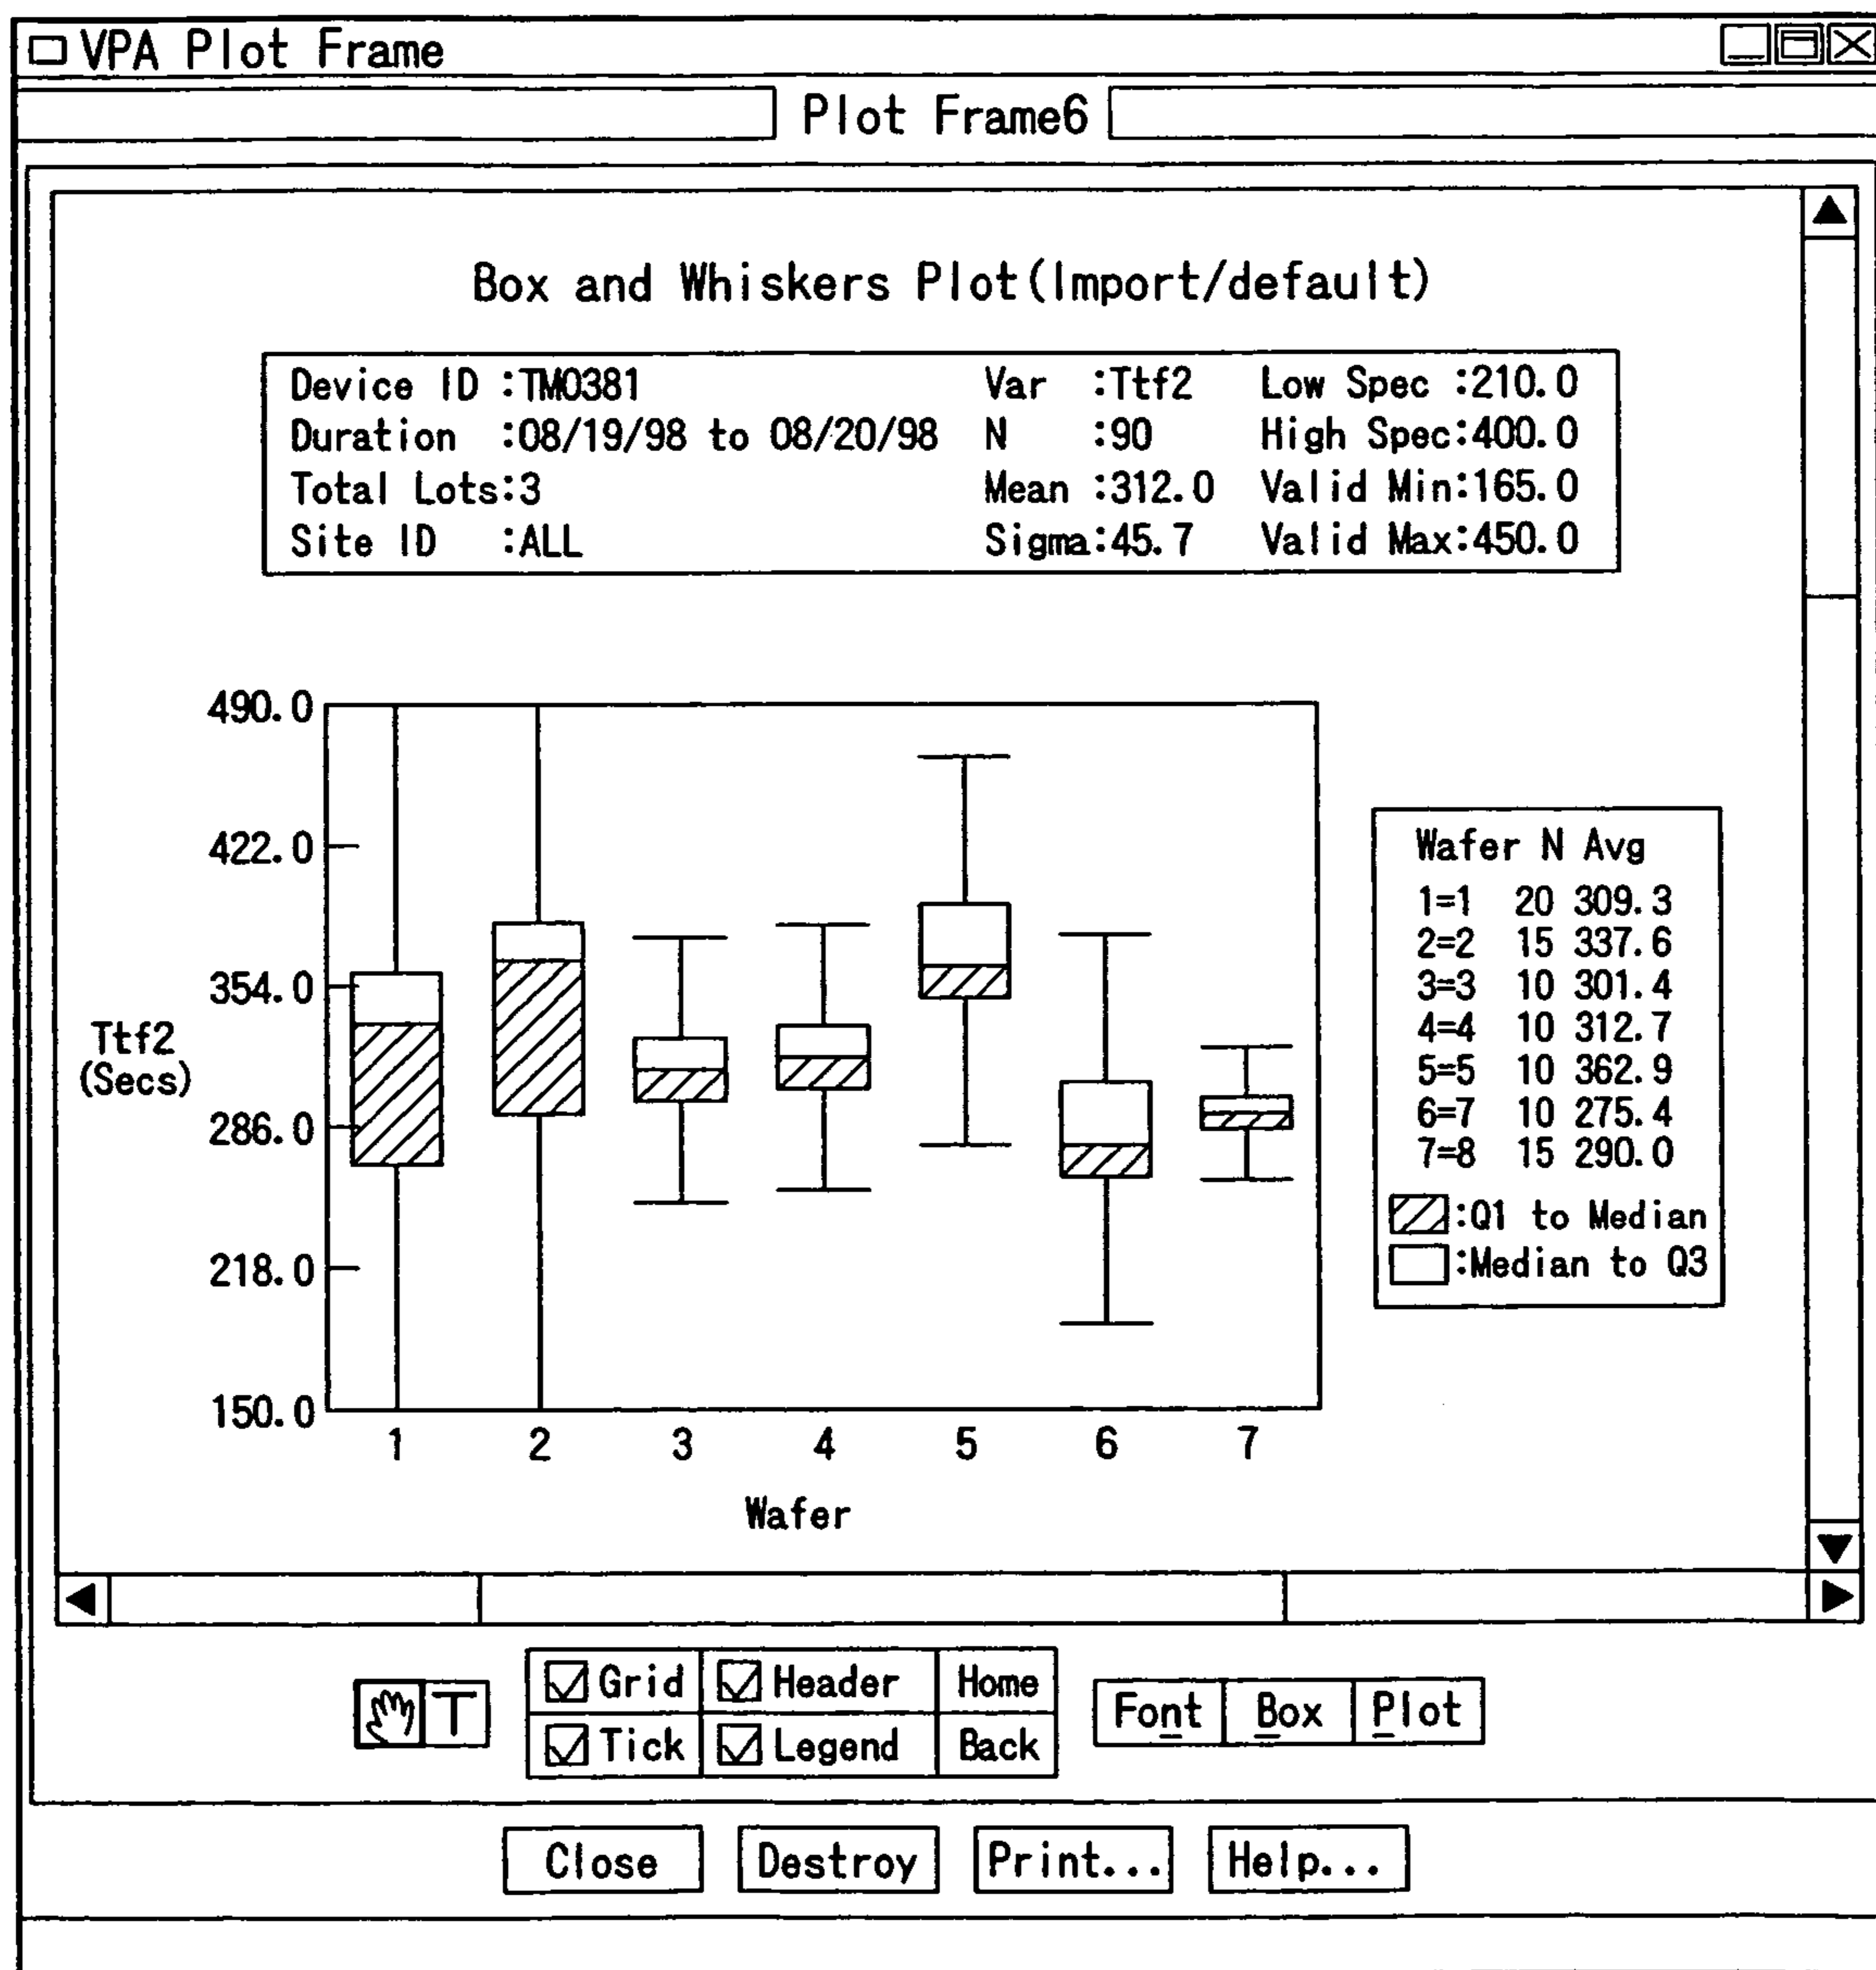 VPA Plot Frame
Plot Frame6
Box and Whiskers Plot(Import/default)
Device ID :TM0381 Var :Ttf2 Low Spec :210.0
Duration :08/19/98 to 08/20/98 N :90 High Spec:400.0
Total Lots:3 Mean :312.0 Valid Min:165.0
Site ID :ALL Sigma:45.7 Valid Max:450.0
490.0
422.0
354.0
286.0
218.0
150.0
Ttf2
(Secs)
1 2 3 4 5 6 7
Wafer
Wafer N Avg
1=1 20 309.3
2=2 15 337.6
3=3 10 301.4
4=4 10 312.7
5=5 10 362.9
6=7 10 275.4
7=8 15 290.0
:Q1 to Median
:Median to Q3
T
Grid Header Home
Tick Legend Back
Font Box Plot
Close Destroy Print... Help...